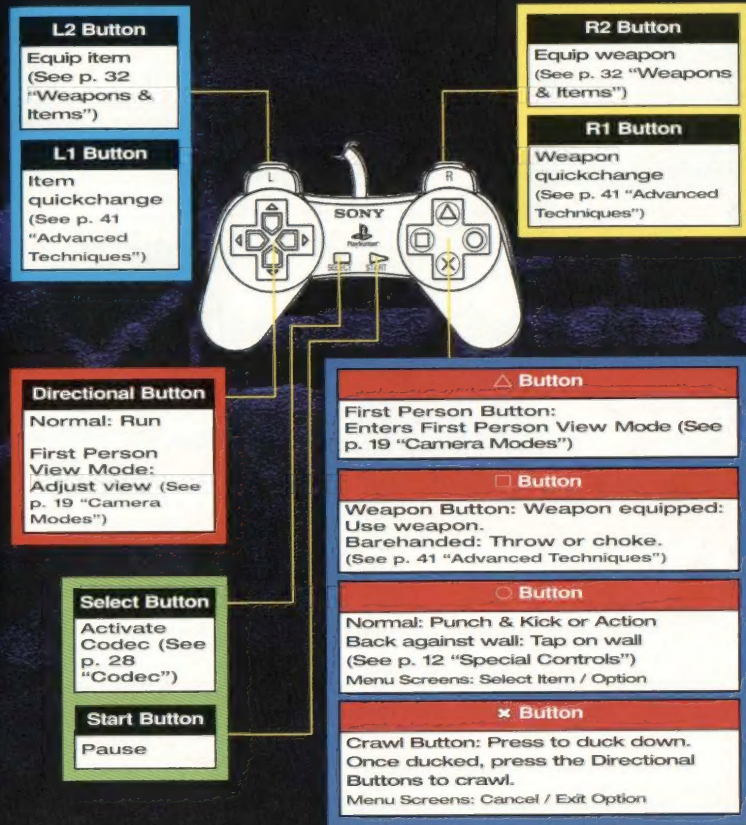 L2 Button
Equip item
(See p. 32
"Weapons &
Items")
L1 Button
Item
quickchange
(See p. 41
"Advanced
Techniques")
R2 Button
Equip weapon
(See p. 32 "Weapons
& Items")
R1 Button
Weapon
quickchange
(See p. 41 "Advanced
Techniques")
L
R
SONY
PlayStation
SELECT
START
Directional Button
Normal: Run
First Person
View Mode:
Adjust view (See
p. 19 "Camera
Modes")
Select Button
Activate
Codec (See
p. 28
"Codec")
Start Button
Pause
△ Button
First Person Button:
Enters First Person View Mode (See
p. 19 "Camera Modes")
□ Button
Weapon Button: Weapon equipped:
Use weapon.
Barehanded: Throw or choke.
(See p. 41 "Advanced Techniques")
○ Button
Normal: Punch & Kick or Action
Back against wall: Tap on wall
(See p. 12 "Special Controls")
Menu Screens: Select Item / Option
× Button
Crawl Button: Press to duck down.
Once ducked, press the Directional
Buttons to crawl.
Menu Screens: Cancel / Exit Option